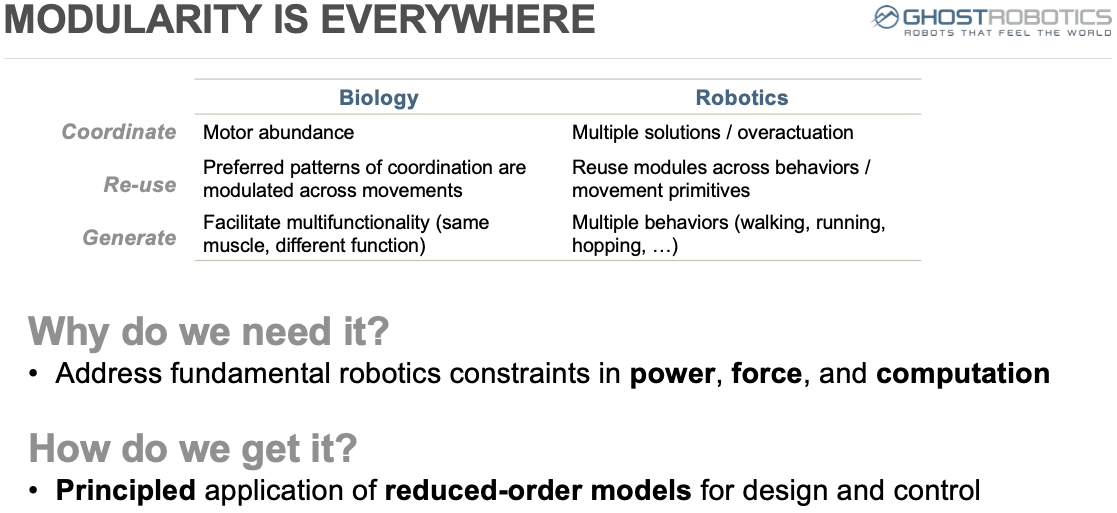 MODULARITY IS EVERYWHERE
GHOSTROBOTICS
ROBOTS THAT FEEL THE WORLD
Biology Robotics
Coordinate Motor abundance Multiple solutions / overactuation
Re-use Preferred patterns of coordination are modulated across movements Reuse modules across behaviors / movement primitives
Generate Facilitate multifunctionality (same muscle, different function) Multiple behaviors (walking, running, hopping, …)
Why do we need it?
• Address fundamental robotics constraints in power, force, and computation
How do we get it?
• Principled application of reduced-order models for design and control